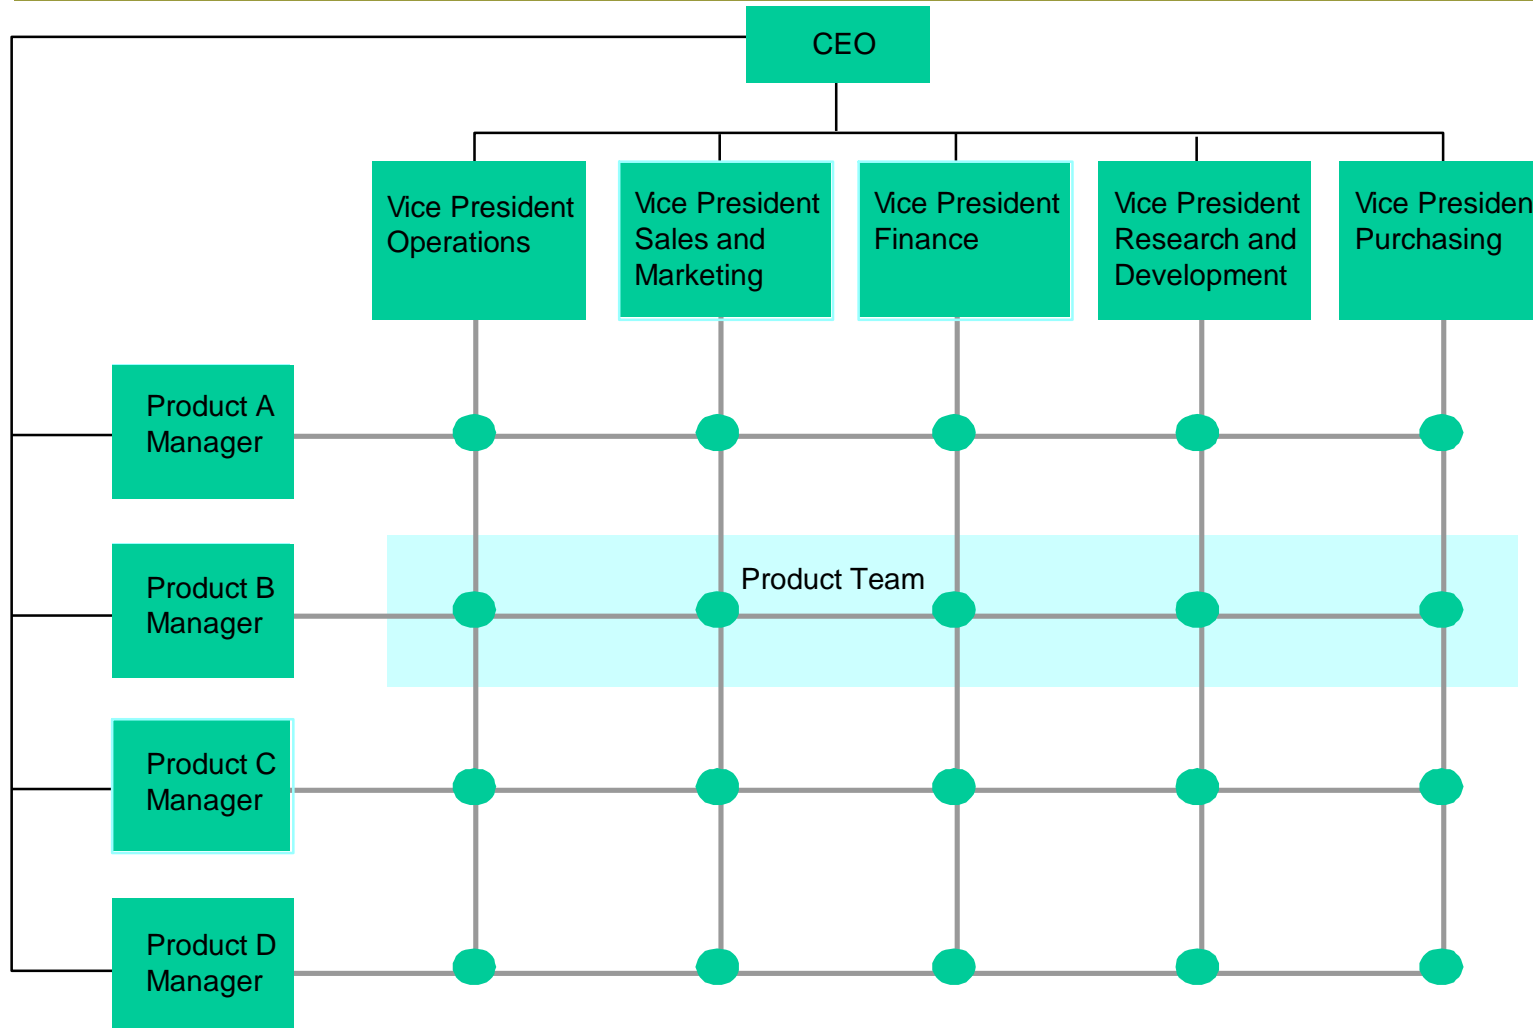 CEO
Vice President
Operations
Vice President
Sales and
Marketing
Vice President
Finance
Vice President
Research and
Development
Vice Presiden
Purchasing
Product A
Manager
Product B
Manager
Product Team
Product C
Manager
Product D
Manager